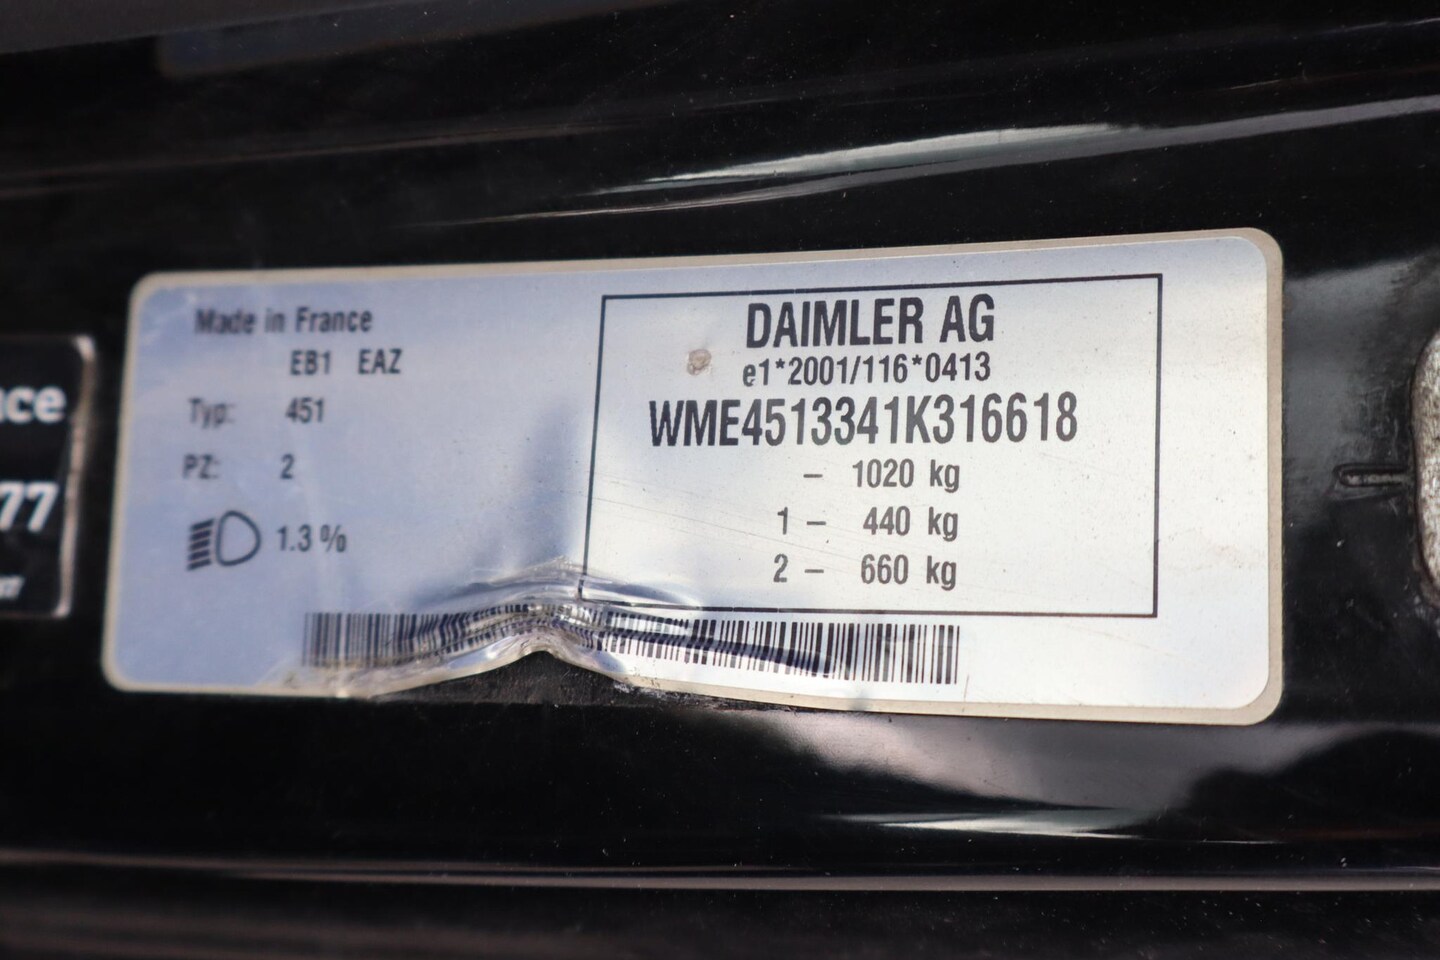 Made in France
EB1 EAZ
Typ: 451
PZ: 2
1.3 %
DAIMLER AG
e1*2001/116*0413
WME4513341K316618
– 1020 kg
1 – 440 kg
2 – 660 kg
77